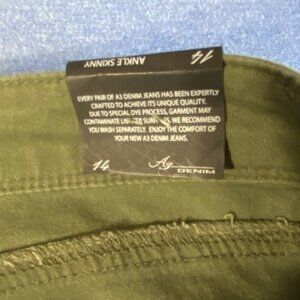 14
ANKLE SKINNY
EVERY PAIR OF A3 DENIM JEANS HAS BEEN EXPERTLY
CRAFTED TO ACHIEVE ITS UNIQUE QUALITY.
DUE TO SPECIAL DYE PROCESS, GARMENT MAY
CONTAMINATE WE RECOMMEND
YOU WASH SEPARATELY. ENJOY THE COMFORT OF
YOUR NEW A3 DENIM JEANS.
14
DENIM